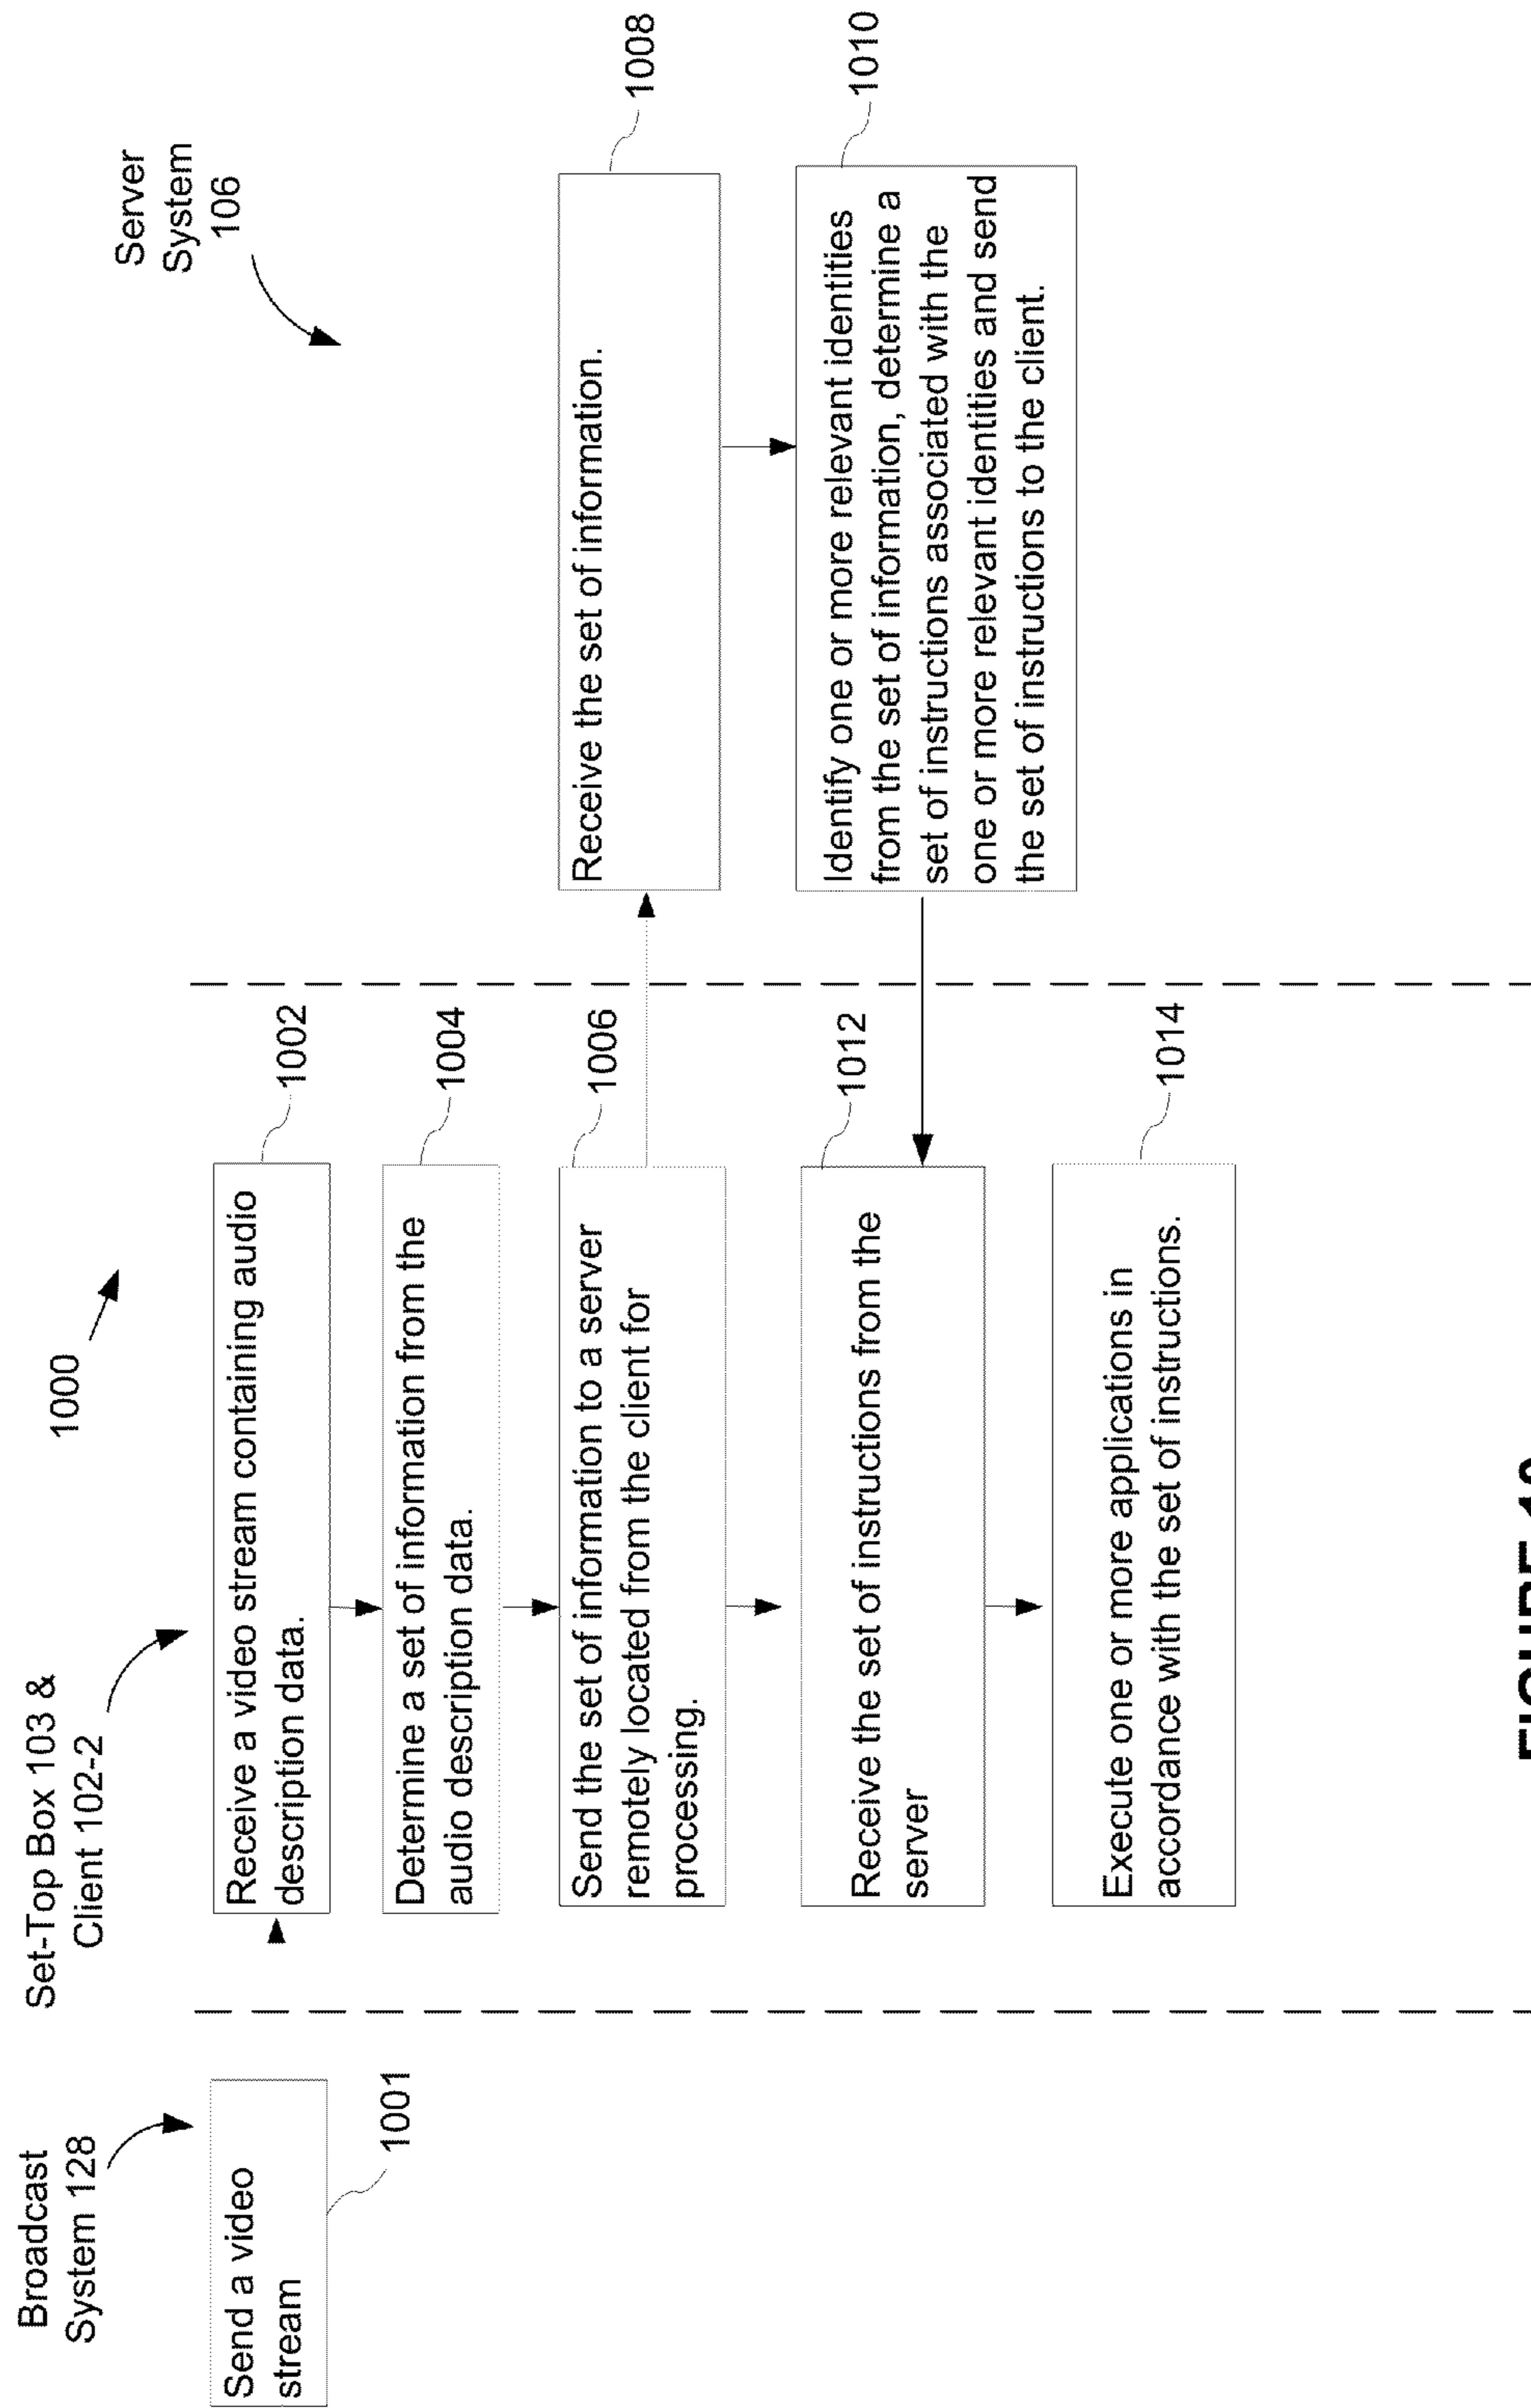 1000
Broadcast
System 128
Set-Top Box 103 &
Client 102-2
Server
System
106
Send a video
stream
1001
Receive a video stream containing audio
description data.
1002
Determine a set of information from the
audio description data.
1004
Send the set of information to a server
remotely located from the client for
processing.
1006
Receive the set of information.
1008
Identify one or more relevant identities
from the set of information, determine a
set of instructions associated with the
one or more relevant identities and send
the set of instructions to the client.
1010
Receive the set of instructions from the
server
1012
Execute one or more applications in
accordance with the set of instructions.
1014
FIGURE 10